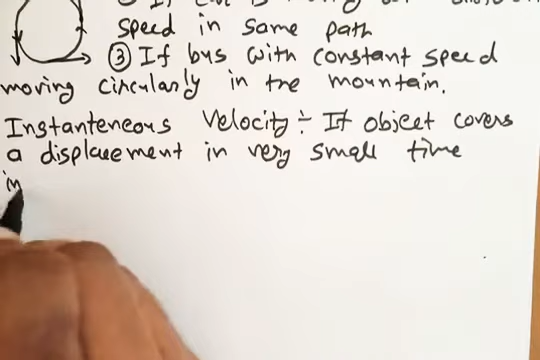 speed in same path
③ If bus with constant speed
moving circularly in the mountain.
Instanteneous Velocity ÷ If object covers
a displacement in very small time
in